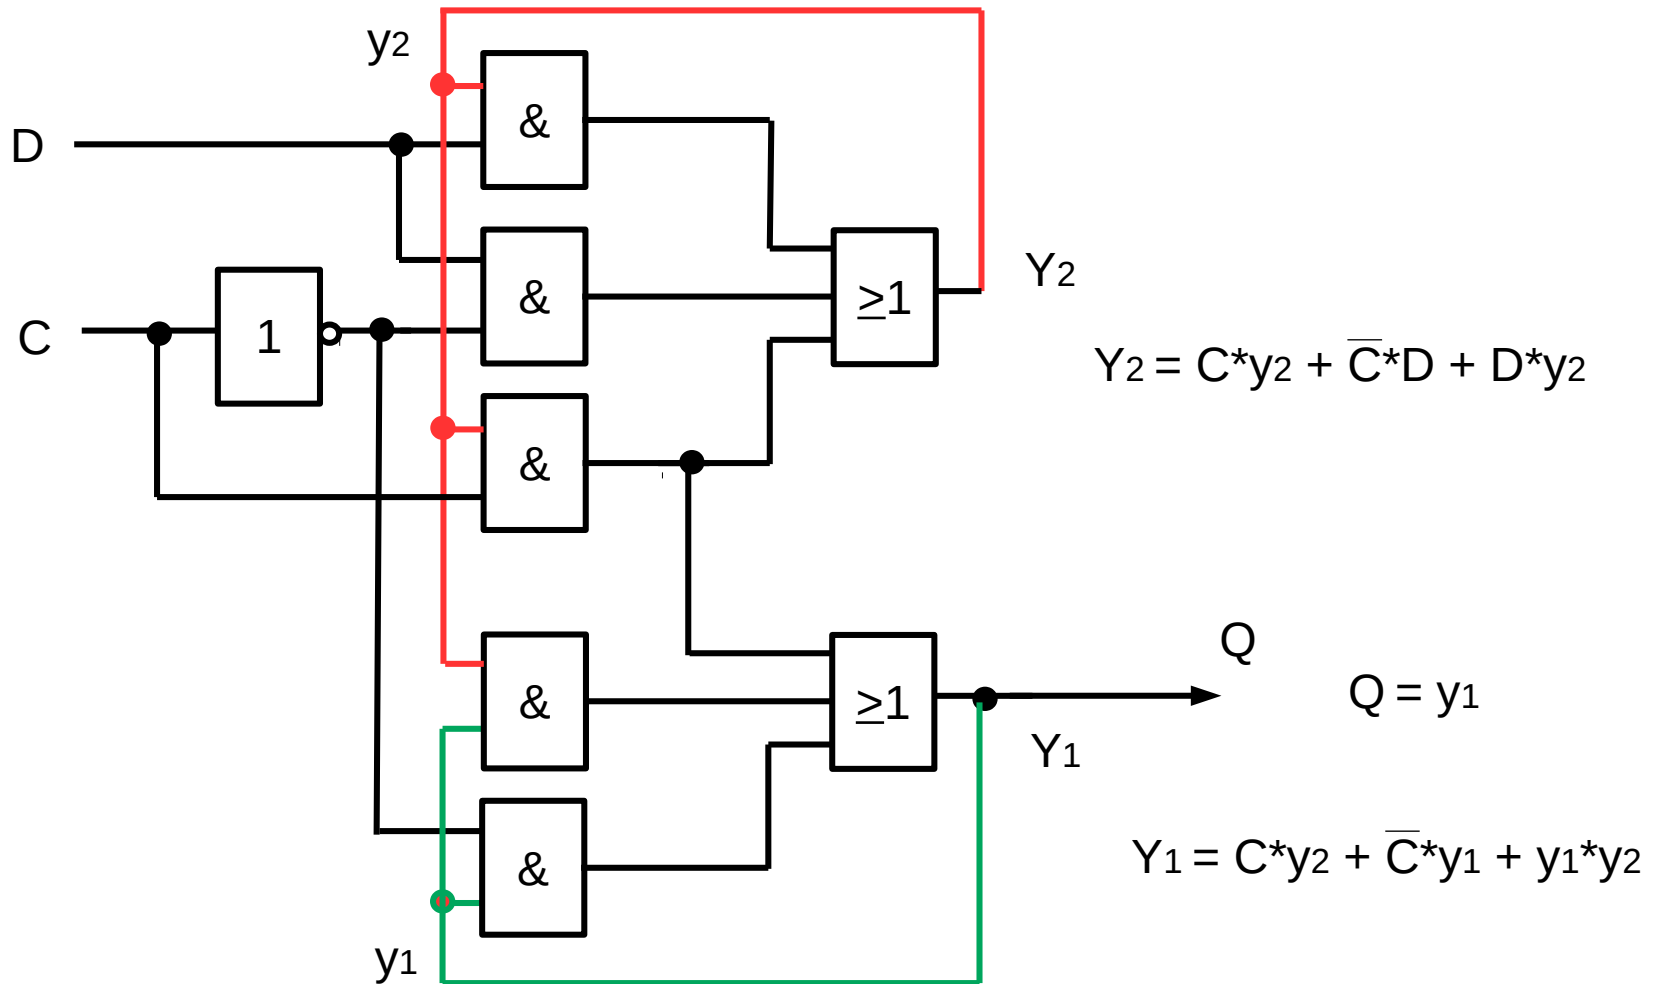 y2
&
D
&
Y2
≥1
C
1
Y2 = C*y2 + C̅*D + D*y2
&
Q
&
≥1
Q = y1
Y1
Y1 = C*y2 + C̅*y1 + y1*y2
&
y1